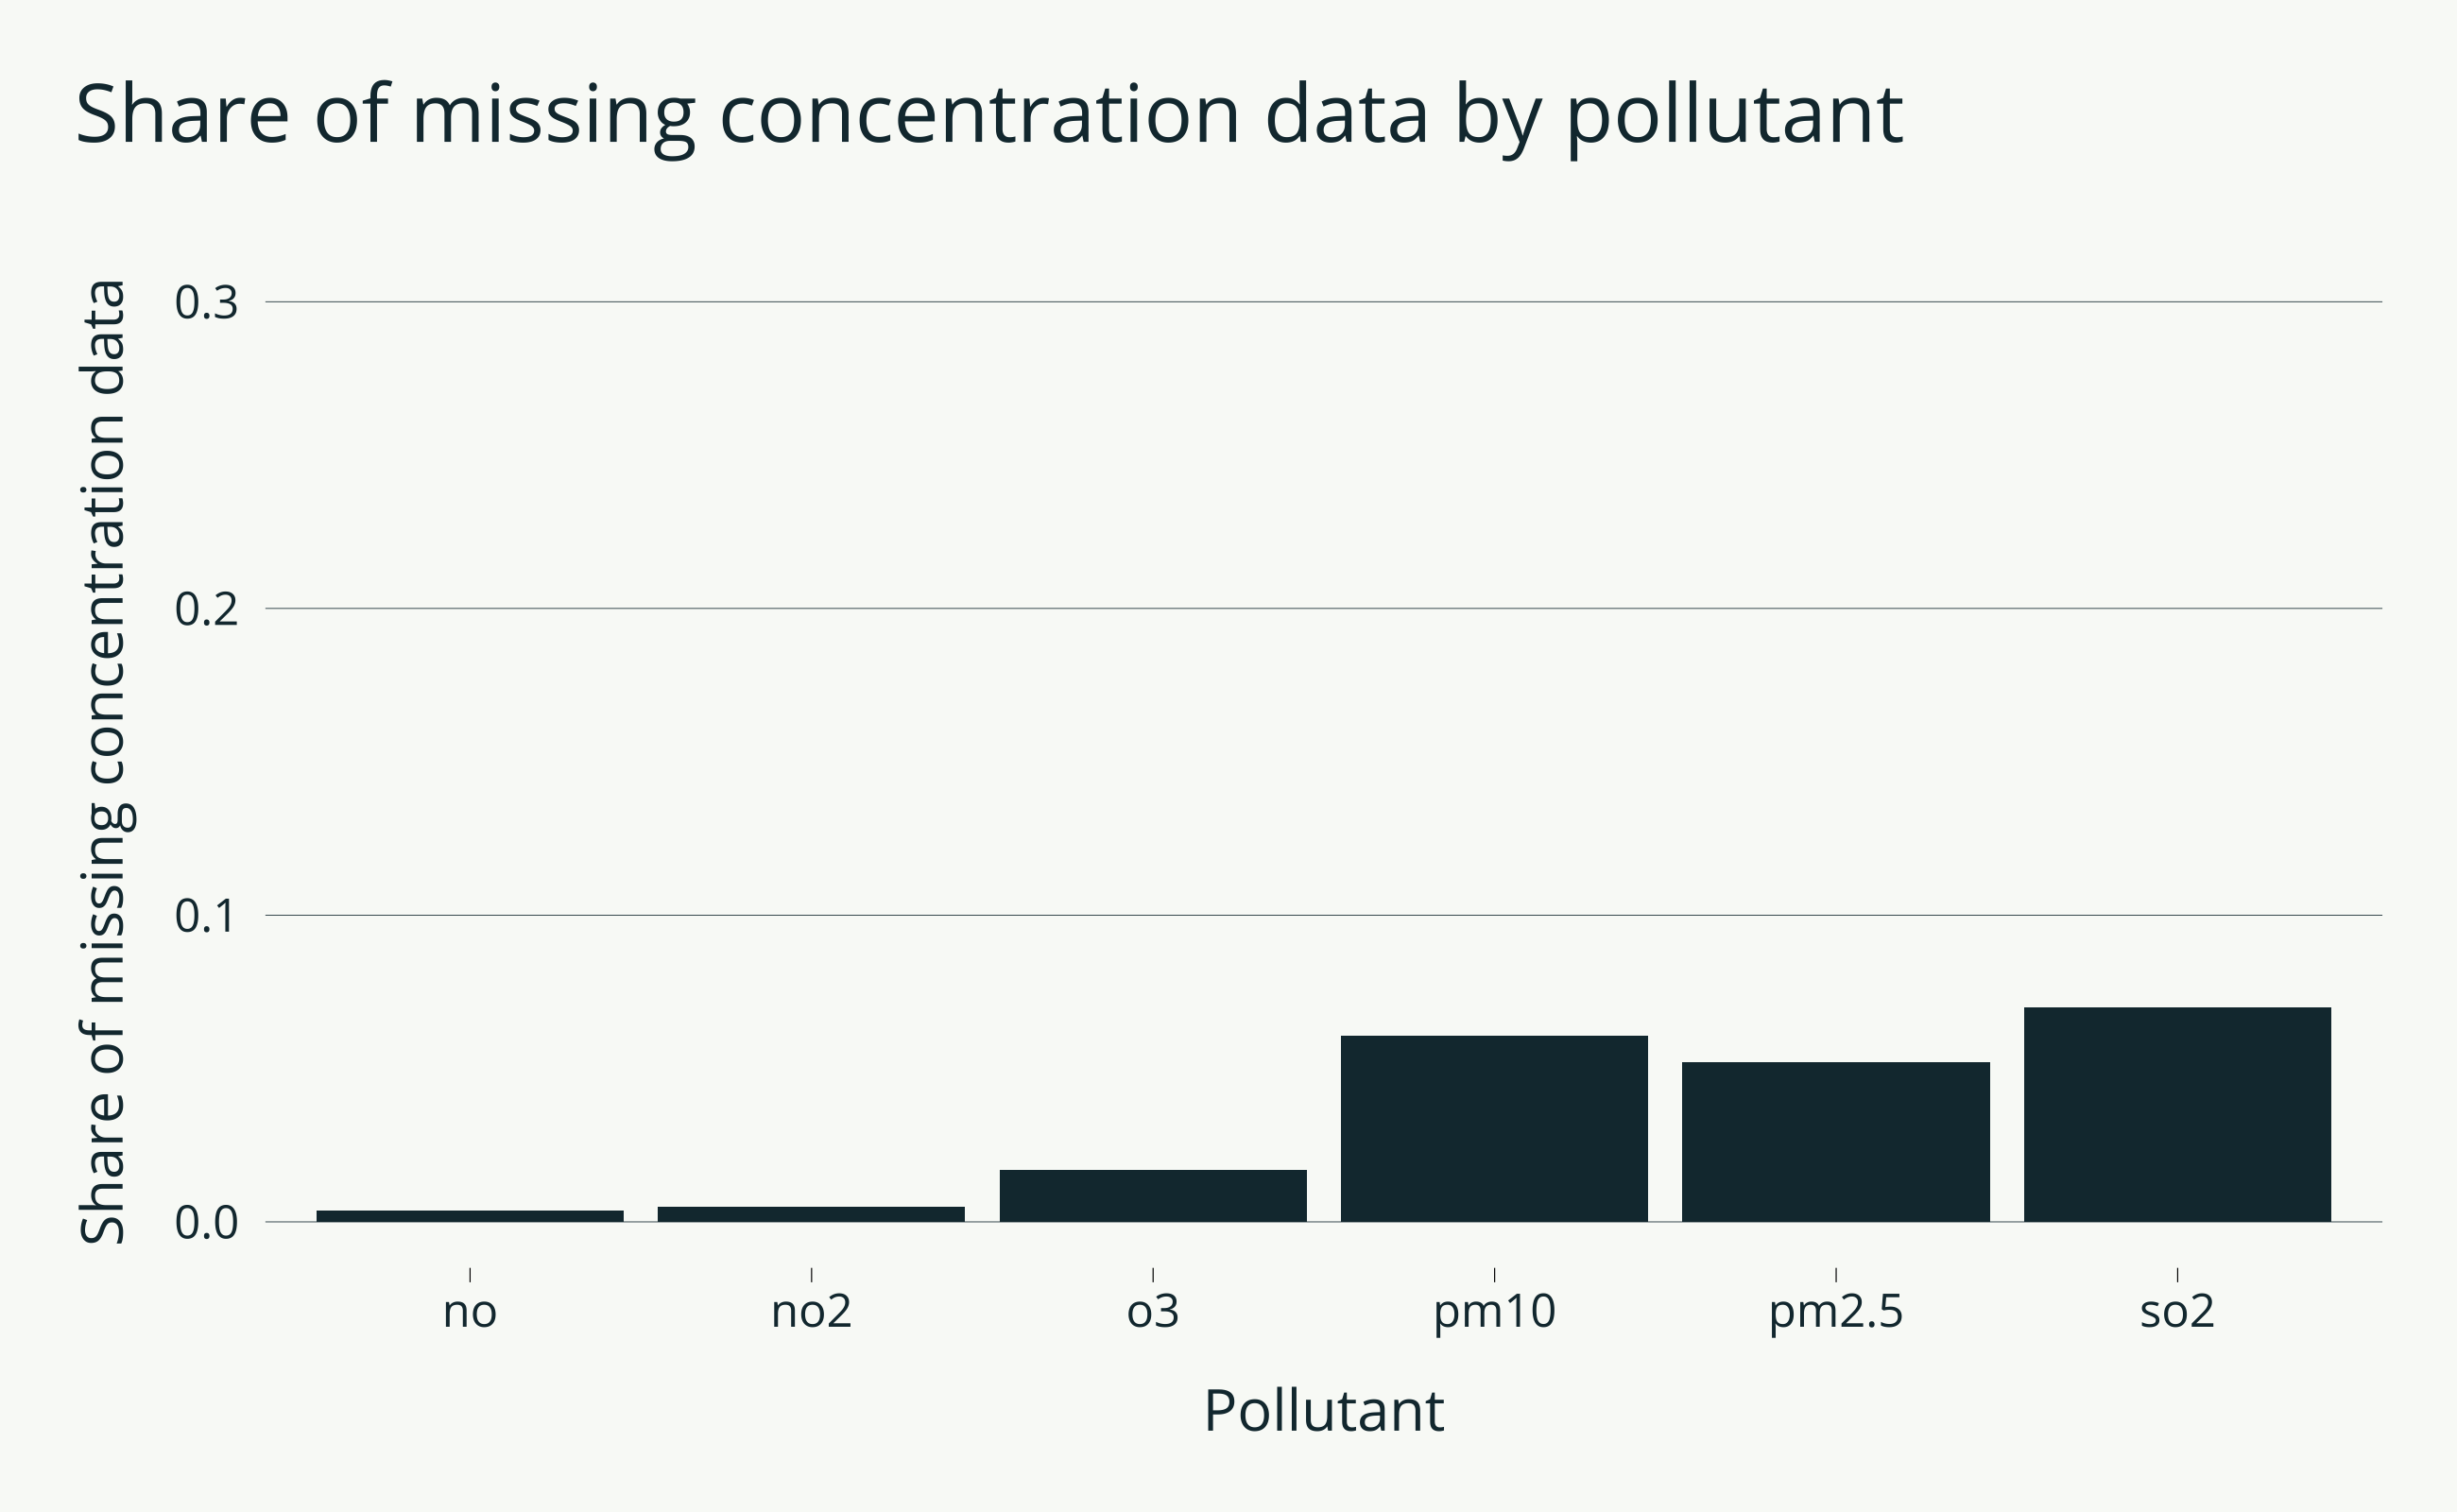 Share of missing concentration data by pollutant
Share of missing concentration data
0.3
0.2
0.1
0.0
no no2 o3 pm10 pm2.5 so2
Pollutant